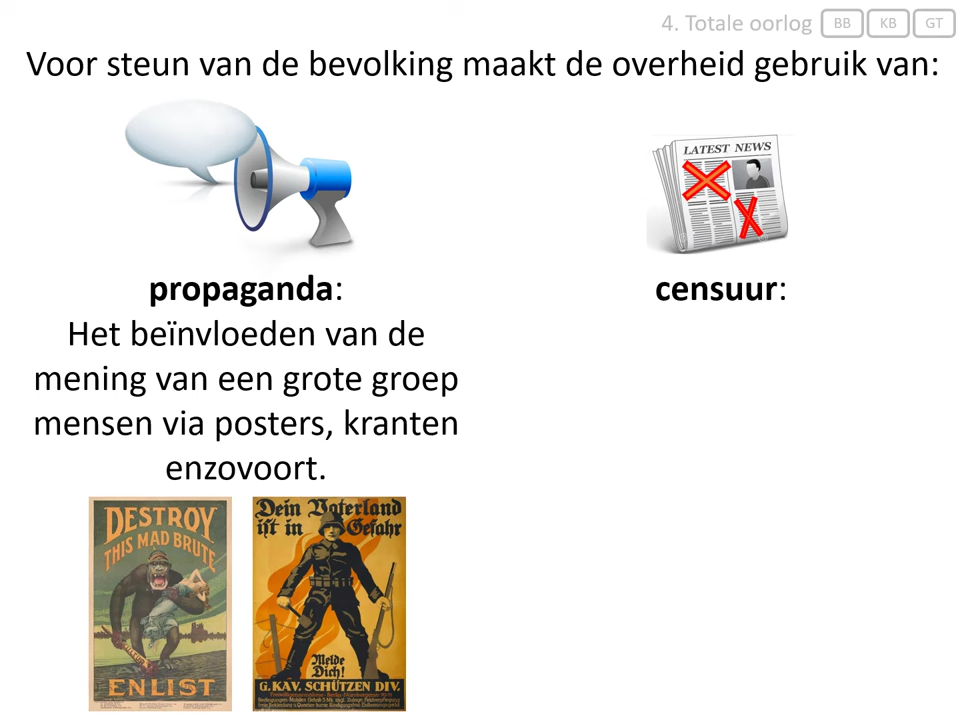 4. Totale oorlog BB KB GT
Voor steun van de bevolking maakt de overheid gebruik van:
LATEST NEWS
propaganda:
Het beïnvloeden van de
mening van een grote groep
mensen via posters, kranten
enzovoort.
censuur:
DESTROY
THIS MAD BRUTE
ENLIST
Dein Vaterland
ist in Gefahr
Melde
Dich!
G.KAV. SCHÜTZEN DIV.